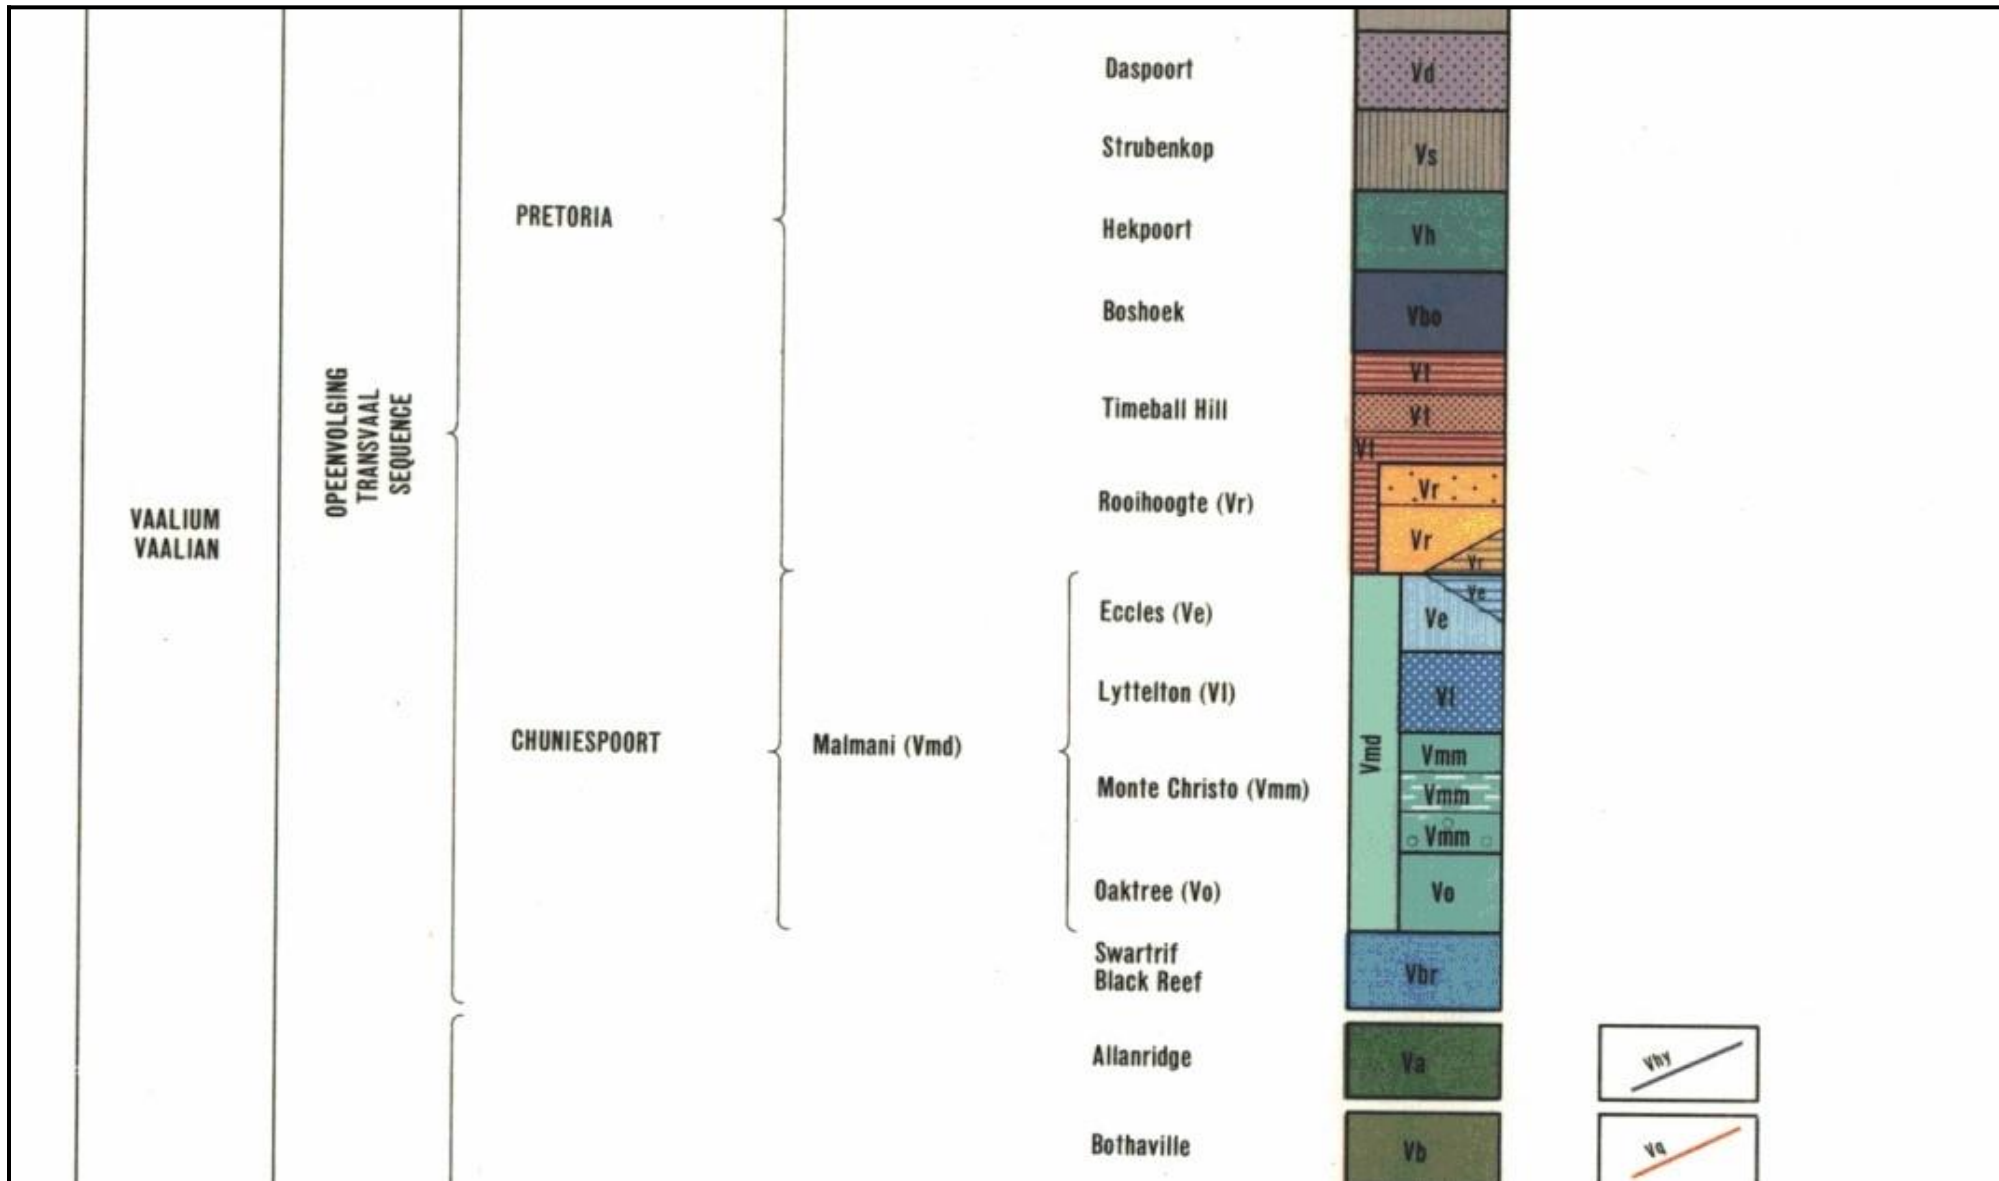 VAALIUM
VAALIAN
OPEENVOLGING
TRANSVAAL
SEQUENCE
PRETORIA
CHUNIESPOORT
Malmani (Vmd)
Daspoort
Strubenkop
Hekpoort
Boshoek
Timeball Hill
Rooihoogte (Vr)
Eccles (Ve)
Lyttelton (Vl)
Monte Christo (Vmm)
Oaktree (Vo)
Swartrif
Black Reef
Allanridge
Bothaville
Vd
Vs
Vh
Vbo
Vt
Vt
Vt
Vr
Vr
Vr
Ve
Ve
Vl
Vmd
Vmm
Vmm
Vmm
Vo
Vbr
Va
Vb
Vhy
Vq